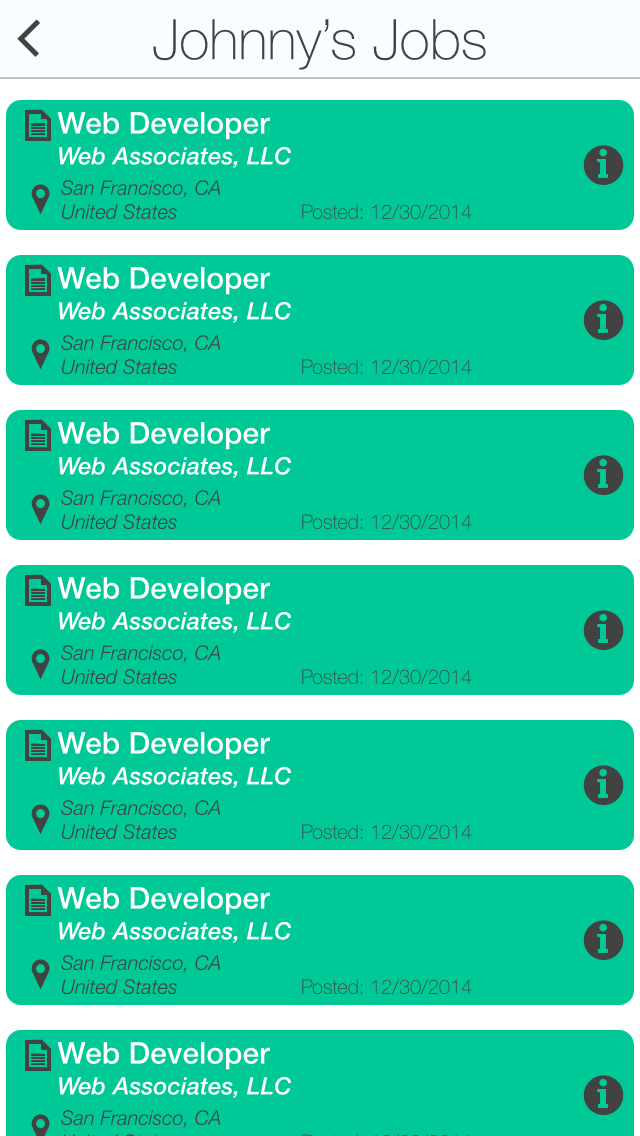 Johnny's Jobs
Web Developer
Web Associates, LLC
San Francisco, CA
United States Posted: 12/30/2014
Web Developer
Web Associates, LLC
San Francisco, CA
United States Posted: 12/30/2014
Web Developer
Web Associates, LLC
San Francisco, CA
United States Posted: 12/30/2014
Web Developer
Web Associates, LLC
San Francisco, CA
United States Posted: 12/30/2014
Web Developer
Web Associates, LLC
San Francisco, CA
United States Posted: 12/30/2014
Web Developer
Web Associates, LLC
San Francisco, CA
United States Posted: 12/30/2014
Web Developer
Web Associates, LLC
San Francisco, CA